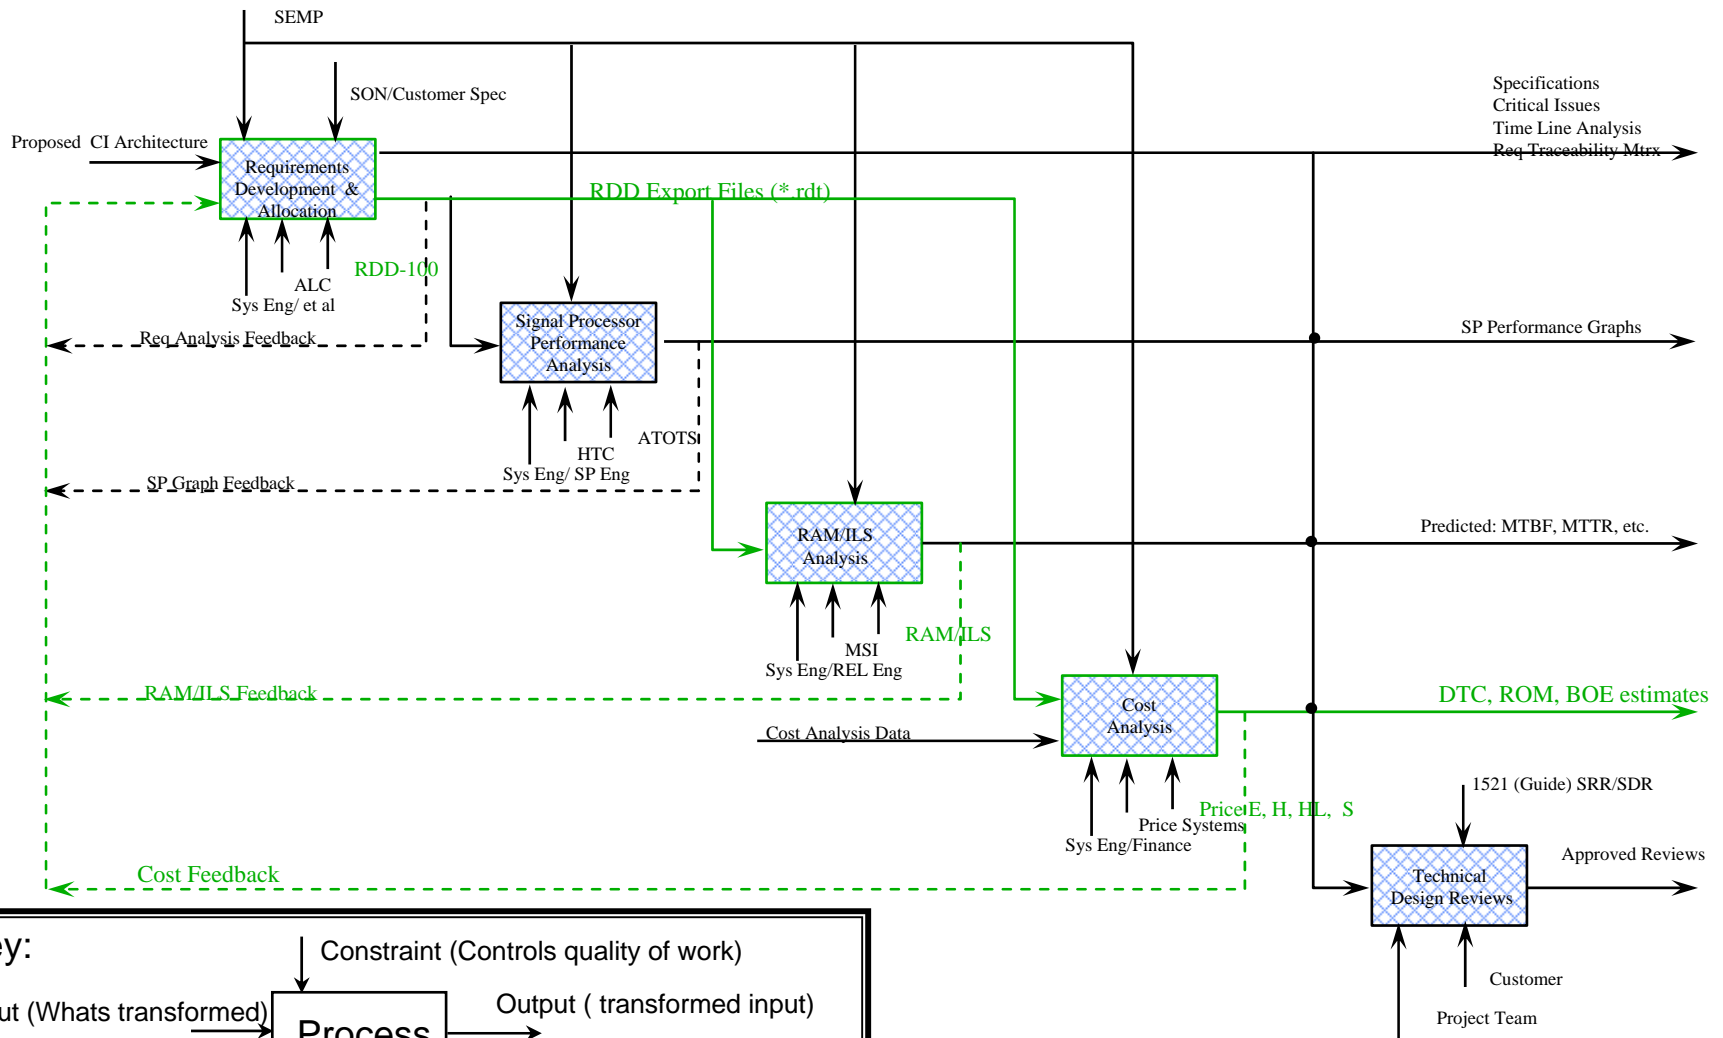 SEMP
SON/Customer Spec
Specifications
Critical Issues
Time Line Analysis
Req Traceability Mtrx
Proposed CI Architecture
Requirements
Development &
Allocation
RDD Export Files (*.rdt)
RDD-100
ALC
Sys Eng/ et al
Req Analysis Feedback
Signal Processor
Performance
Analysis
SP Performance Graphs
ATOTS
HTC
Sys Eng/ SP Eng
SP Graph Feedback
RAM/ILS
Analysis
Predicted: MTBF, MTTR, etc.
RAM/ILS
MSI
Sys Eng/REL Eng
RAM/ILS Feedback
Cost
Analysis
DTC, ROM, BOE estimates
Cost Analysis Data
Price E, H, HL, S
Price Systems
Sys Eng/Finance
1521 (Guide) SRR/SDR
Cost Feedback
Technical
Design Reviews
Approved Reviews
Customer
Project Team
ey:
Constraint (Controls quality of work)
ut (Whats transformed)
Process
Output ( transformed input)